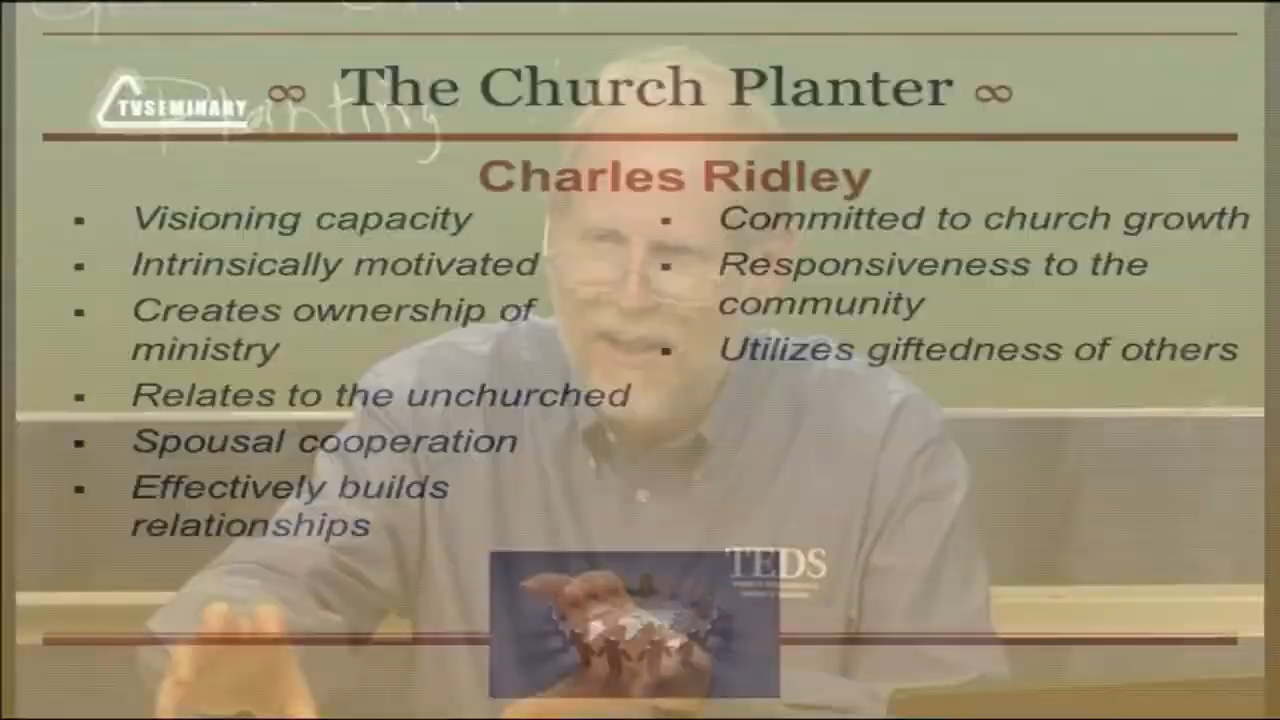 Planting
TVSEMINARY
∞ The Church Planter ∞
Charles Ridley
▪ Visioning capacity
▪ Intrinsically motivated
▪ Creates ownership of
ministry
▪ Relates to the unchurched
▪ Spousal cooperation
▪ Effectively builds
relationships
▪ Committed to church growth
▪ Responsiveness to the
community
▪ Utilizes giftedness of others
TEDS